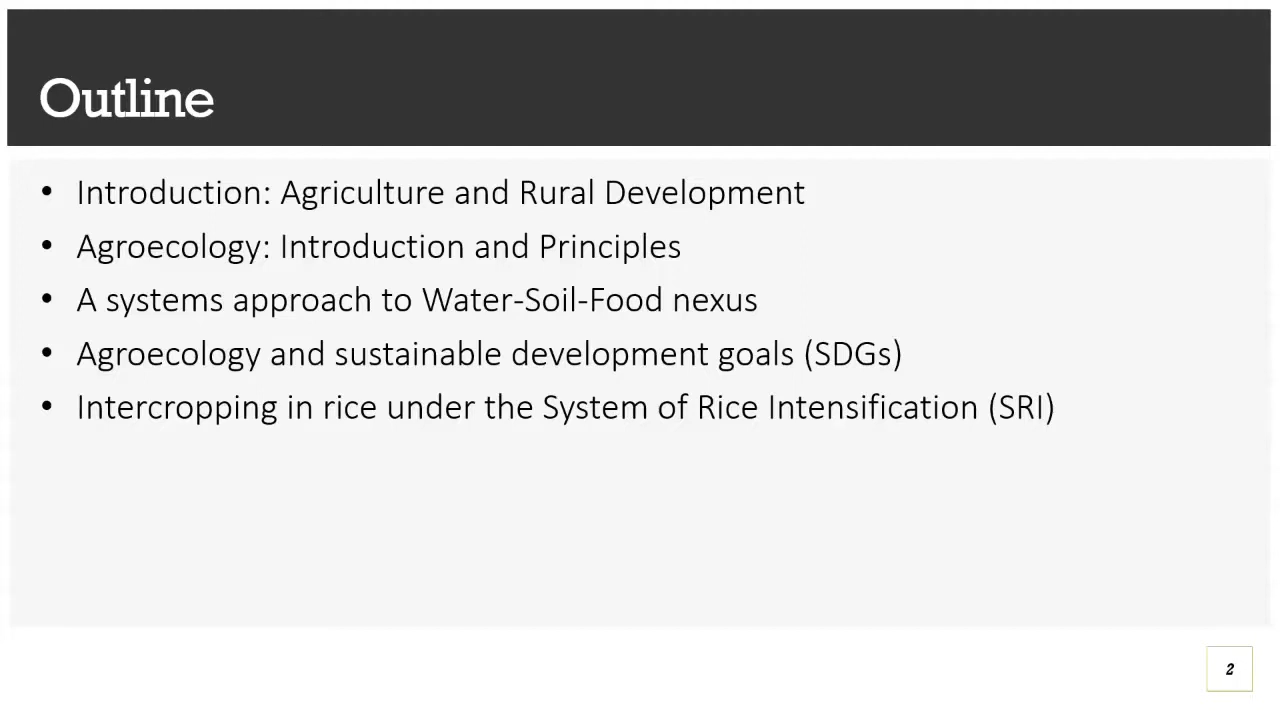 Outline
• Introduction: Agriculture and Rural Development
• Agroecology: Introduction and Principles
• A systems approach to Water-Soil-Food nexus
• Agroecology and sustainable development goals (SDGs)
• Intercropping in rice under the System of Rice Intensification (SRI)
2